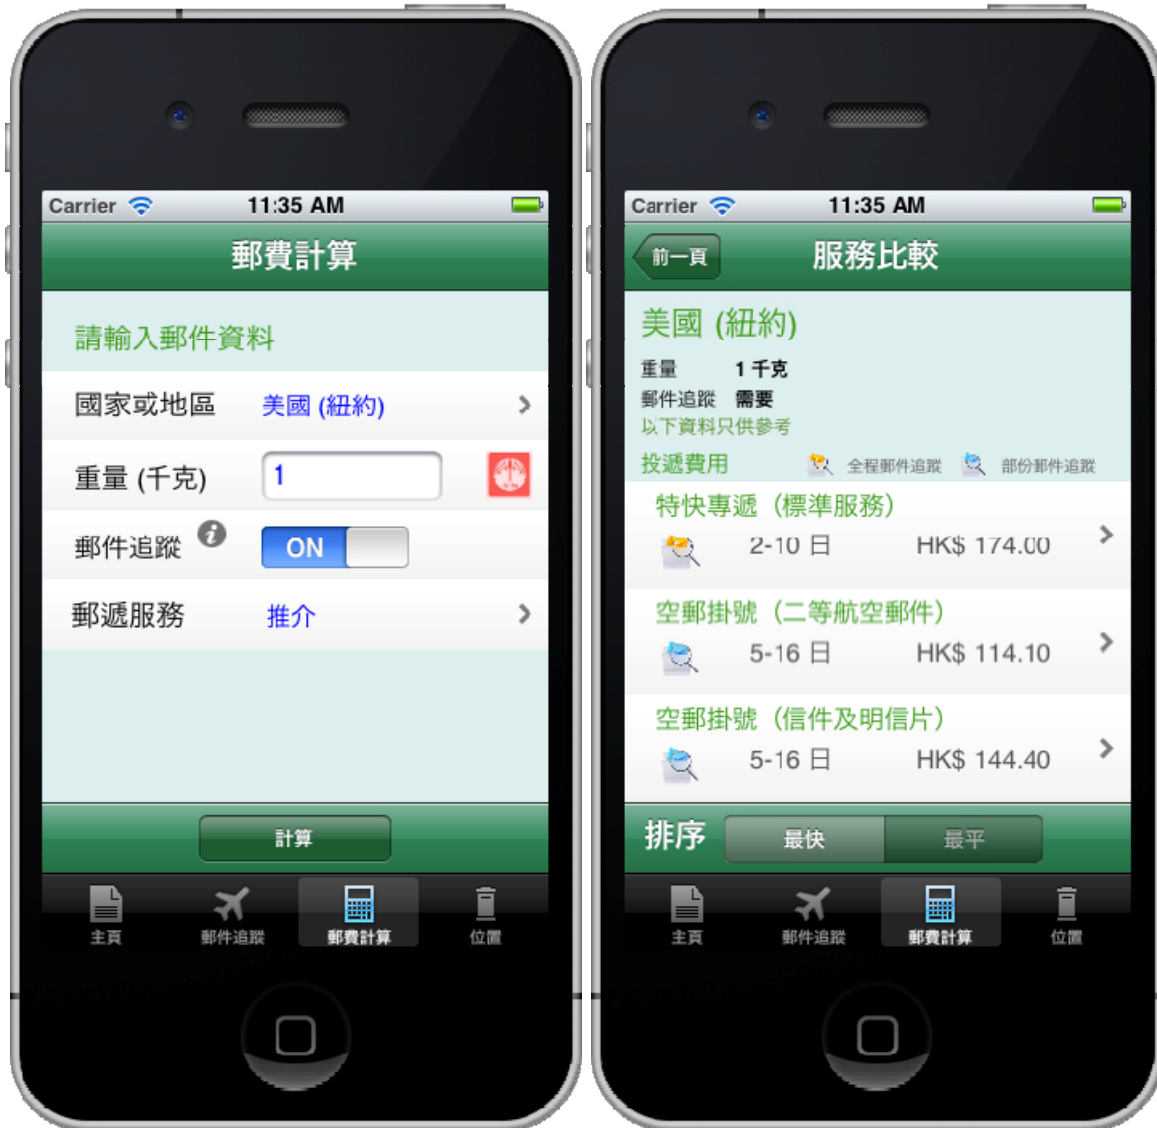 Carrier 11:35 AM
郵費計算
請輸入郵件資料
國家或地區 美國 (紐約)
重量 (千克) 1
郵件追蹤 i ON
郵遞服務 推介
計算
主頁 郵件追蹤 郵費計算 位置
Carrier 11:35 AM
前一頁 服務比較
美國 (紐約)
重量 1 千克
郵件追蹤 需要
以下資料只供參考
投遞費用 全程郵件追蹤 部份郵件追蹤
特快專遞（標準服務）
2-10 日 HK$ 174.00
空郵掛號（二等航空郵件）
5-16 日 HK$ 114.10
空郵掛號（信件及明信片）
5-16 日 HK$ 144.40
排序 最快 最平
主頁 郵件追蹤 郵費計算 位置